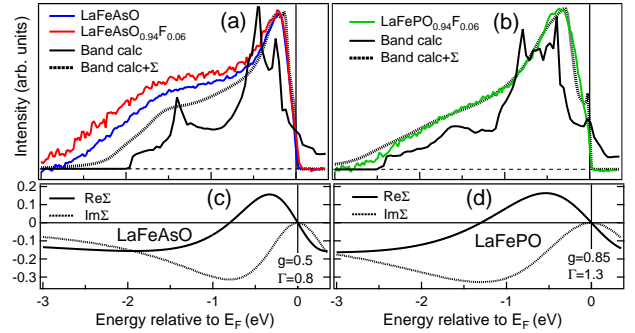 (a)
LaFeAsO
LaFeAsO0.94F0.06
Band calc
Band calc+Σ
(b)
LaFePO0.94F0.06
Band calc
Band calc+Σ
Intensity (arb. units)
(c)
ReΣ
ImΣ
LaFeAsO
g=0.5
Γ=0.8
(d)
ReΣ
ImΣ
LaFePO
g=0.85
Γ=1.3
0.2
0.1
0
-0.1
-0.2
-0.3
-3 -2 -1 0
-3 -2 -1 0
Energy relative to EF (eV)
Energy relative to EF (eV)